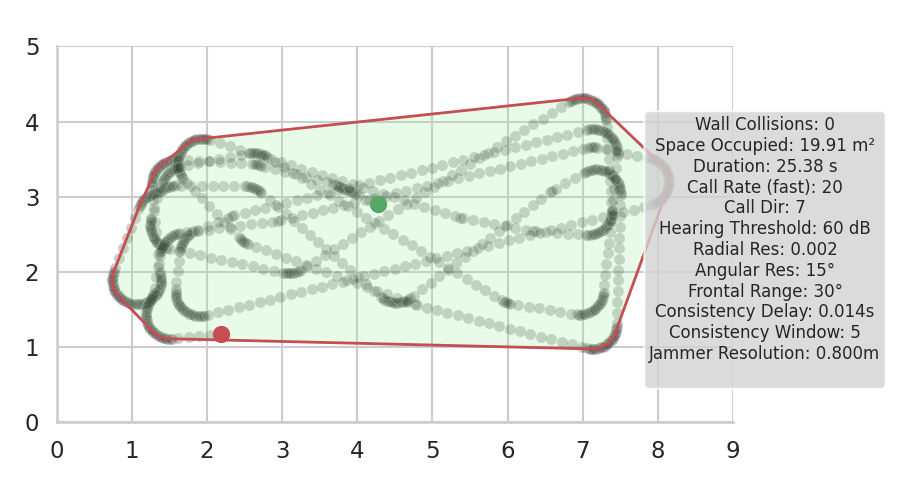 5
4
3
2
1
0
0 1 2 3 4 5 6 7 8 9
Wall Collisions: 0
Space Occupied: 19.91 m²
Duration: 25.38 s
Call Rate (fast): 20
Call Dir: 7
Hearing Threshold: 60 dB
Radial Res: 0.002
Angular Res: 15°
Frontal Range: 30°
Consistency Delay: 0.014s
Consistency Window: 5
Jammer Resolution: 0.800m